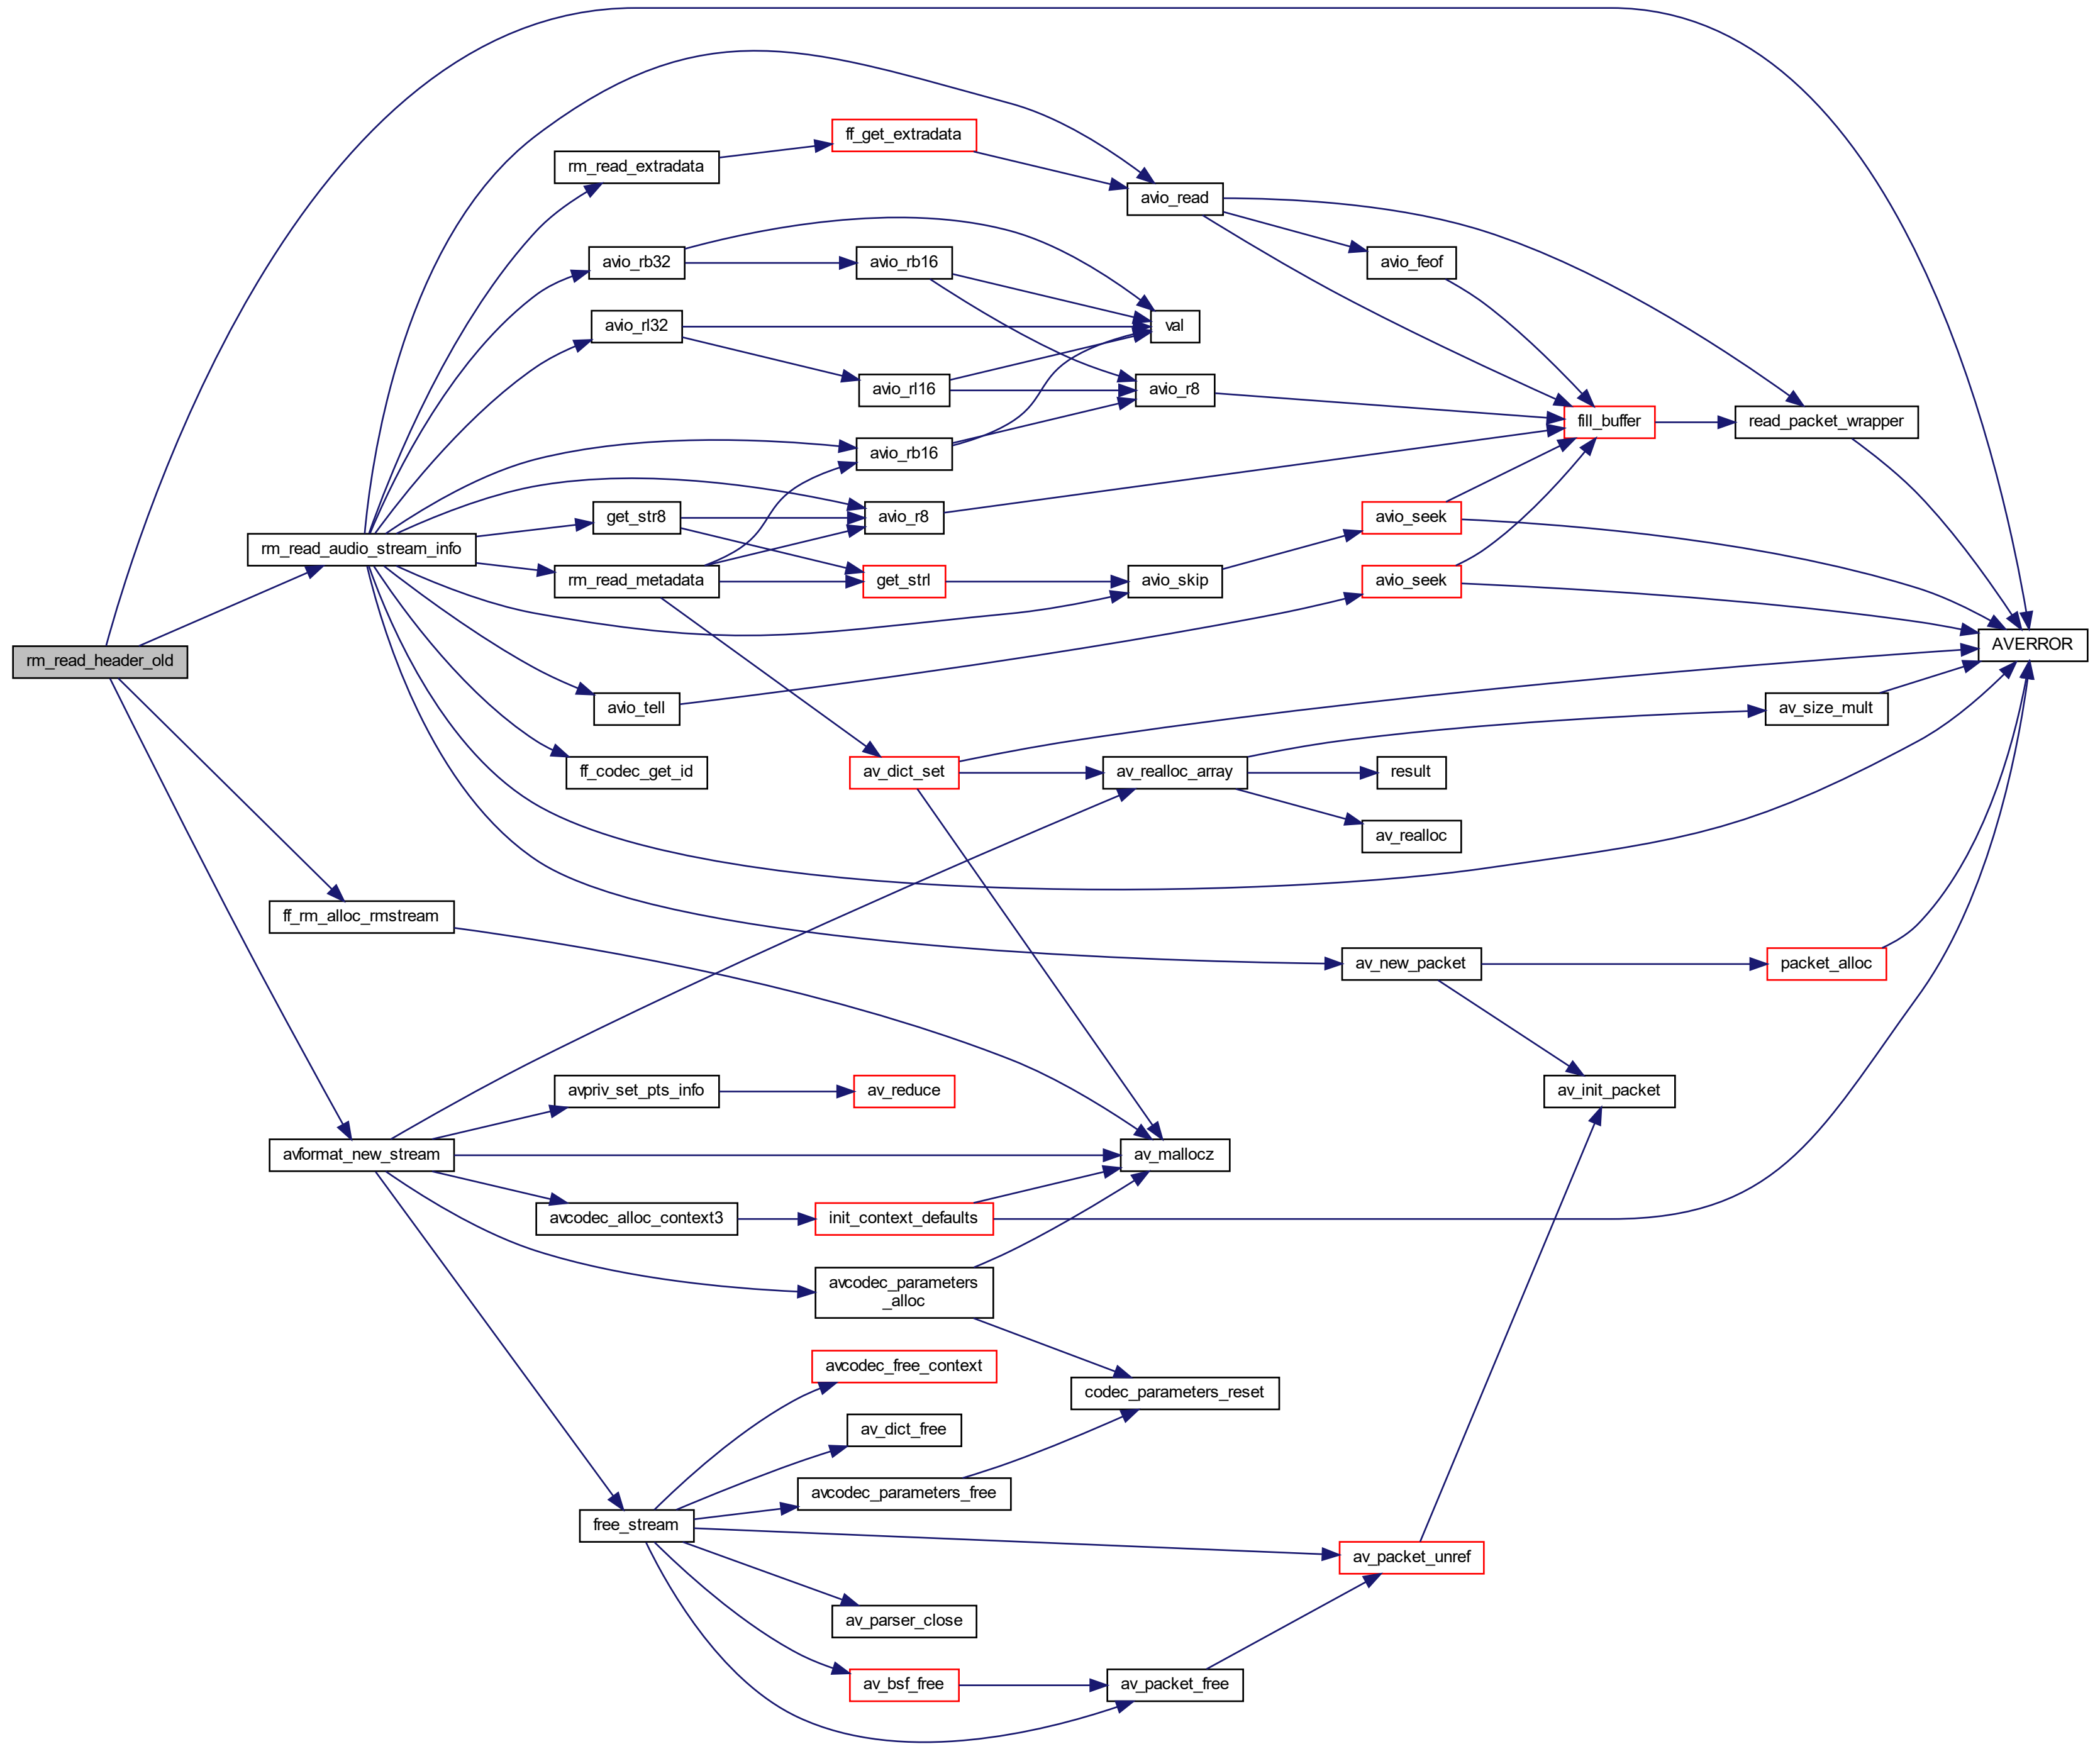 ff_get_extradata
rm_read_extradata
avio_read
avio_rb32
avio_rb16
avio_feof
avio_rl32
val
avio_rl16
avio_r8
fill_buffer
read_packet_wrapper
avio_rb16
get_str8
avio_r8
avio_seek
rm_read_audio_stream_info
rm_read_metadata
get_strl
avio_skip
avio_seek
AVERROR
rm_read_header_old
avio_tell
av_size_mult
ff_codec_get_id
av_dict_set
av_realloc_array
result
av_realloc
ff_rm_alloc_rmstream
av_new_packet
packet_alloc
avpriv_set_pts_info
av_reduce
av_init_packet
avformat_new_stream
av_mallocz
avcodec_alloc_context3
init_context_defaults
avcodec_parameters
_alloc
avcodec_free_context
codec_parameters_reset
av_dict_free
avcodec_parameters_free
free_stream
av_packet_unref
av_parser_close
av_bsf_free
av_packet_free